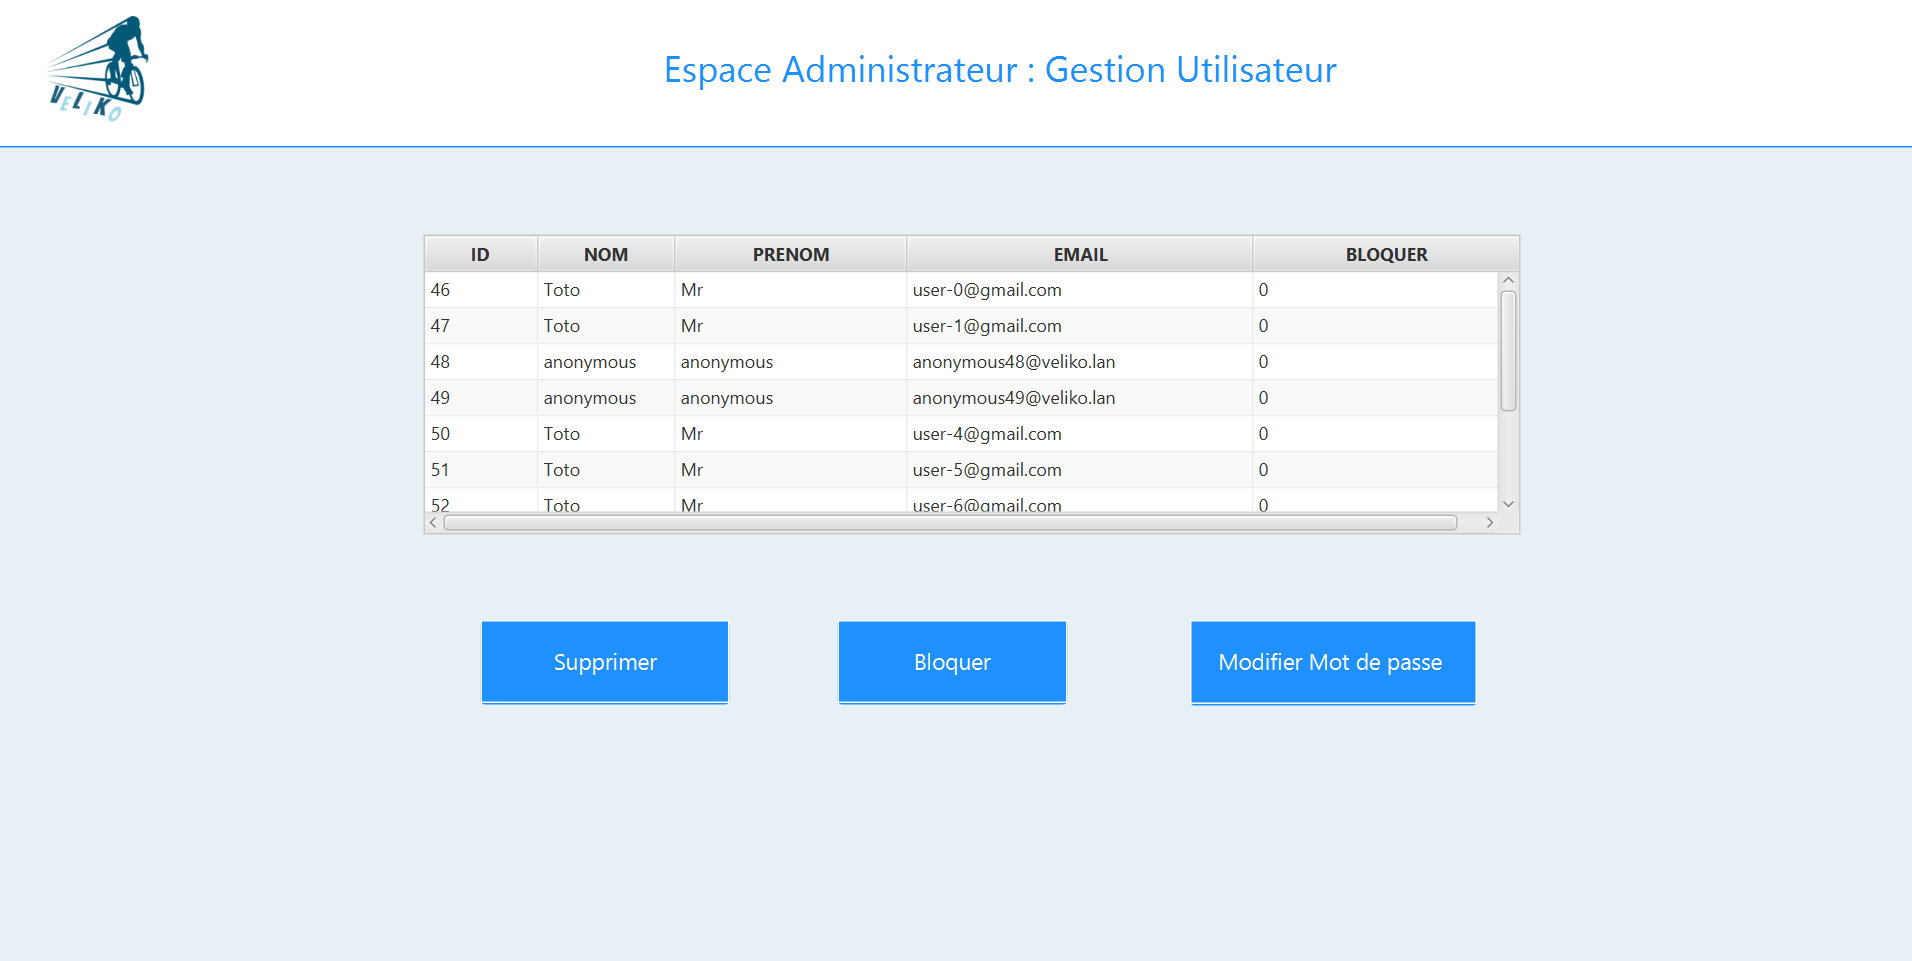 VELIKO
Espace Administrateur : Gestion Utilisateur
ID NOM PRENOM EMAIL BLOQUER
46 Toto Mr user-0@gmail.com 0
47 Toto Mr user-1@gmail.com 0
48 anonymous anonymous anonymous48@veliko.lan 0
49 anonymous anonymous anonymous49@veliko.lan 0
50 Toto Mr user-4@gmail.com 0
51 Toto Mr user-5@gmail.com 0
52 Toto Mr user-6@gmail.com 0
Supprimer Bloquer Modifier Mot de passe